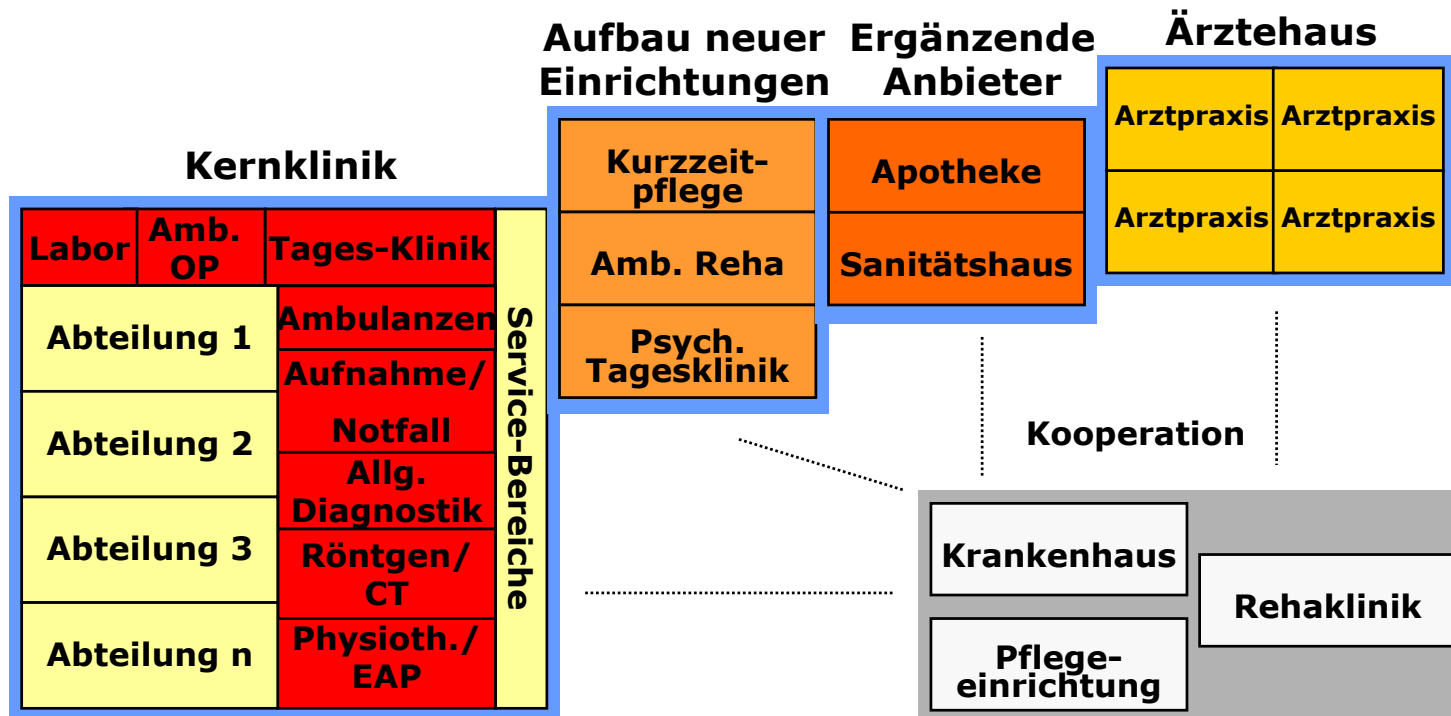 Aufbau neuer
Einrichtungen
Ergänzende
Anbieter
Ärztehaus
Kernklinik
Labor
Amb.
OP
Tages-Klinik
Abteilung 1
Abteilung 2
Abteilung 3
Abteilung n
Ambulanzen
Aufnahme/
Notfall
Allg.
Diagnostik
Röntgen/
CT
Physioth./
EAP
Service-Bereiche
Kurzzeit-
pflege
Amb. Reha
Psych.
Tagesklinik
Apotheke
Sanitätshaus
Arztpraxis
Arztpraxis
Arztpraxis
Arztpraxis
Kooperation
Krankenhaus
Rehaklinik
Pflege-
einrichtung